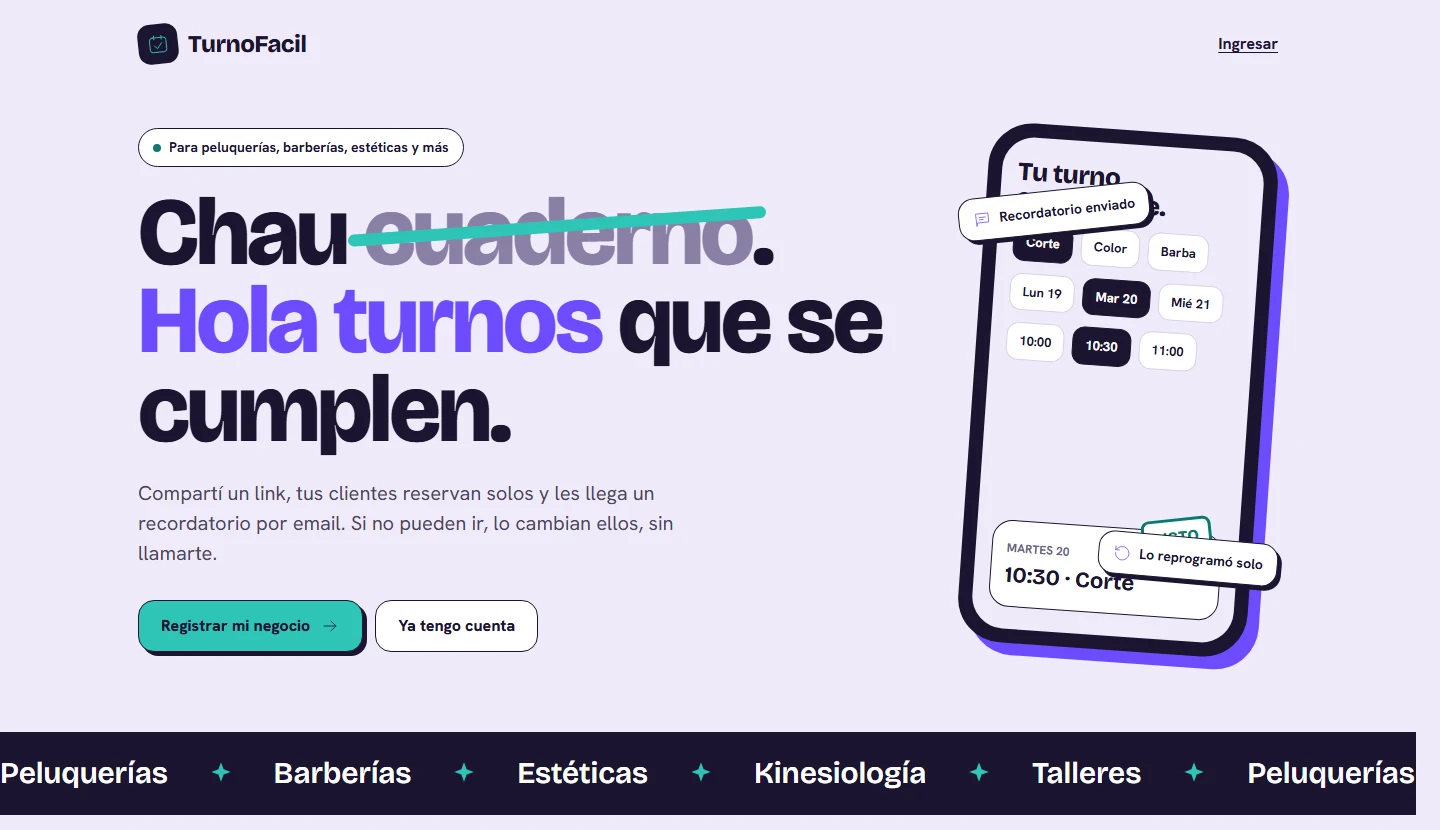 TurnoFacil
Ingresar
Para peluquerías, barberías, estéticas y más
Chau cuaderno.
Hola turnos que se
cumplen.
Compartí un link, tus clientes reservan solos y les llega un
recordatorio por email. Si no pueden ir, lo cambian ellos, sin
llamarte.
Registrar mi negocio →
Ya tengo cuenta
Tu turno
Recordatorio enviado
Corte Color Barba
Lun 19 Mar 20 Mié 21
10:00 10:30 11:00
MARTES 20
10:30 · Corte
Lo reprogramó solo
Peluquerías Barberías Estéticas Kinesiología Talleres Peluquerías